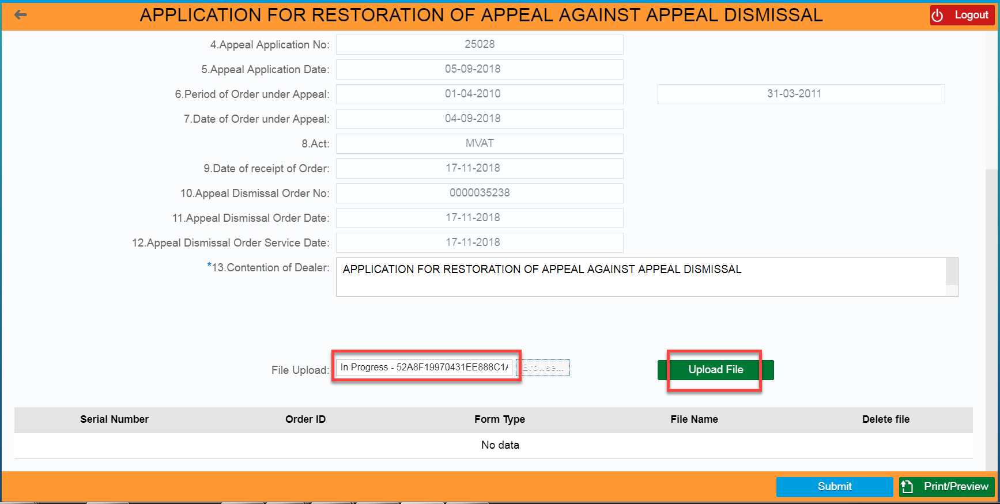 APPLICATION FOR RESTORATION OF APPEAL AGAINST APPEAL DISMISSAL
Logout
4.Appeal Application No: 25028
5.Appeal Application Date: 05-09-2018
6.Period of Order under Appeal: 01-04-2010 31-03-2011
7.Date of Order under Appeal: 04-09-2018
8.Act: MVAT
9.Date of receipt of Order: 17-11-2018
10.Appeal Dismissal Order No: 0000035238
11.Appeal Dismissal Order Date: 17-11-2018
12.Appeal Dismissal Order Service Date: 17-11-2018
*13.Contention of Dealer: APPLICATION FOR RESTORATION OF APPEAL AGAINST APPEAL DISMISSAL
File Upload: In Progress - 52A8F19970431EE888C1A Browse... Upload File
Serial Number Order ID Form Type File Name Delete file
No data
Submit Print/Preview